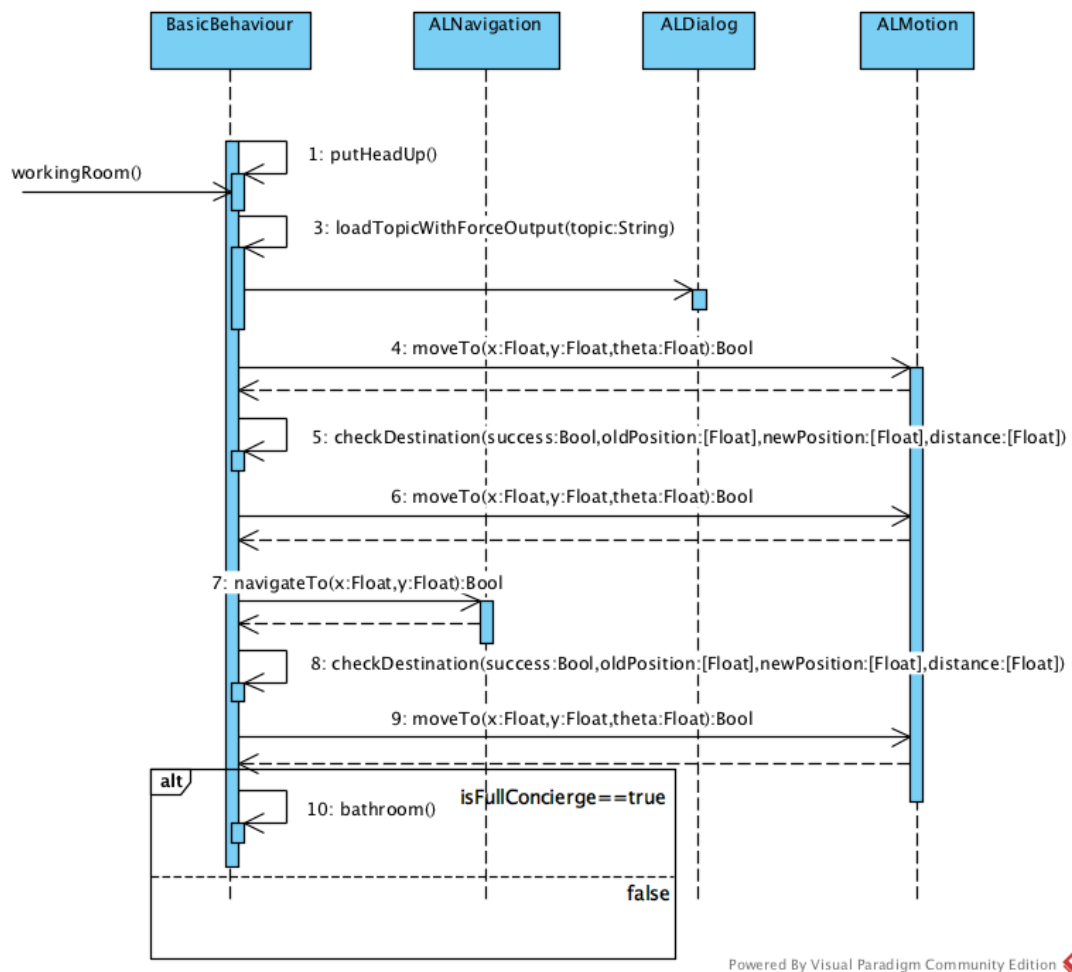 BasicBehaviour
ALNavigation
ALDialog
ALMotion
1: putHeadUp()
workingRoom()
3: loadTopicWithForceOutput(topic:String)
4: moveTo(x:Float,y:Float,theta:Float):Bool
5: checkDestination(success:Bool,oldPosition:[Float],newPosition:[Float],distance:[Float])
6: moveTo(x:Float,y:Float,theta:Float):Bool
7: navigateTo(x:Float,y:Float):Bool
8: checkDestination(success:Bool,oldPosition:[Float],newPosition:[Float],distance:[Float])
9: moveTo(x:Float,y:Float,theta:Float):Bool
alt
isFullConcierge==true
10: bathroom()
false
Powered By Visual Paradigm Community Edition